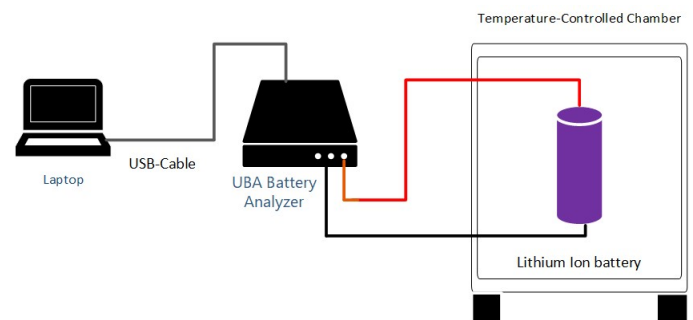 Temperature-Controlled Chamber
USB-Cable
Laptop
UBA Battery
Analyzer
Lithium Ion battery